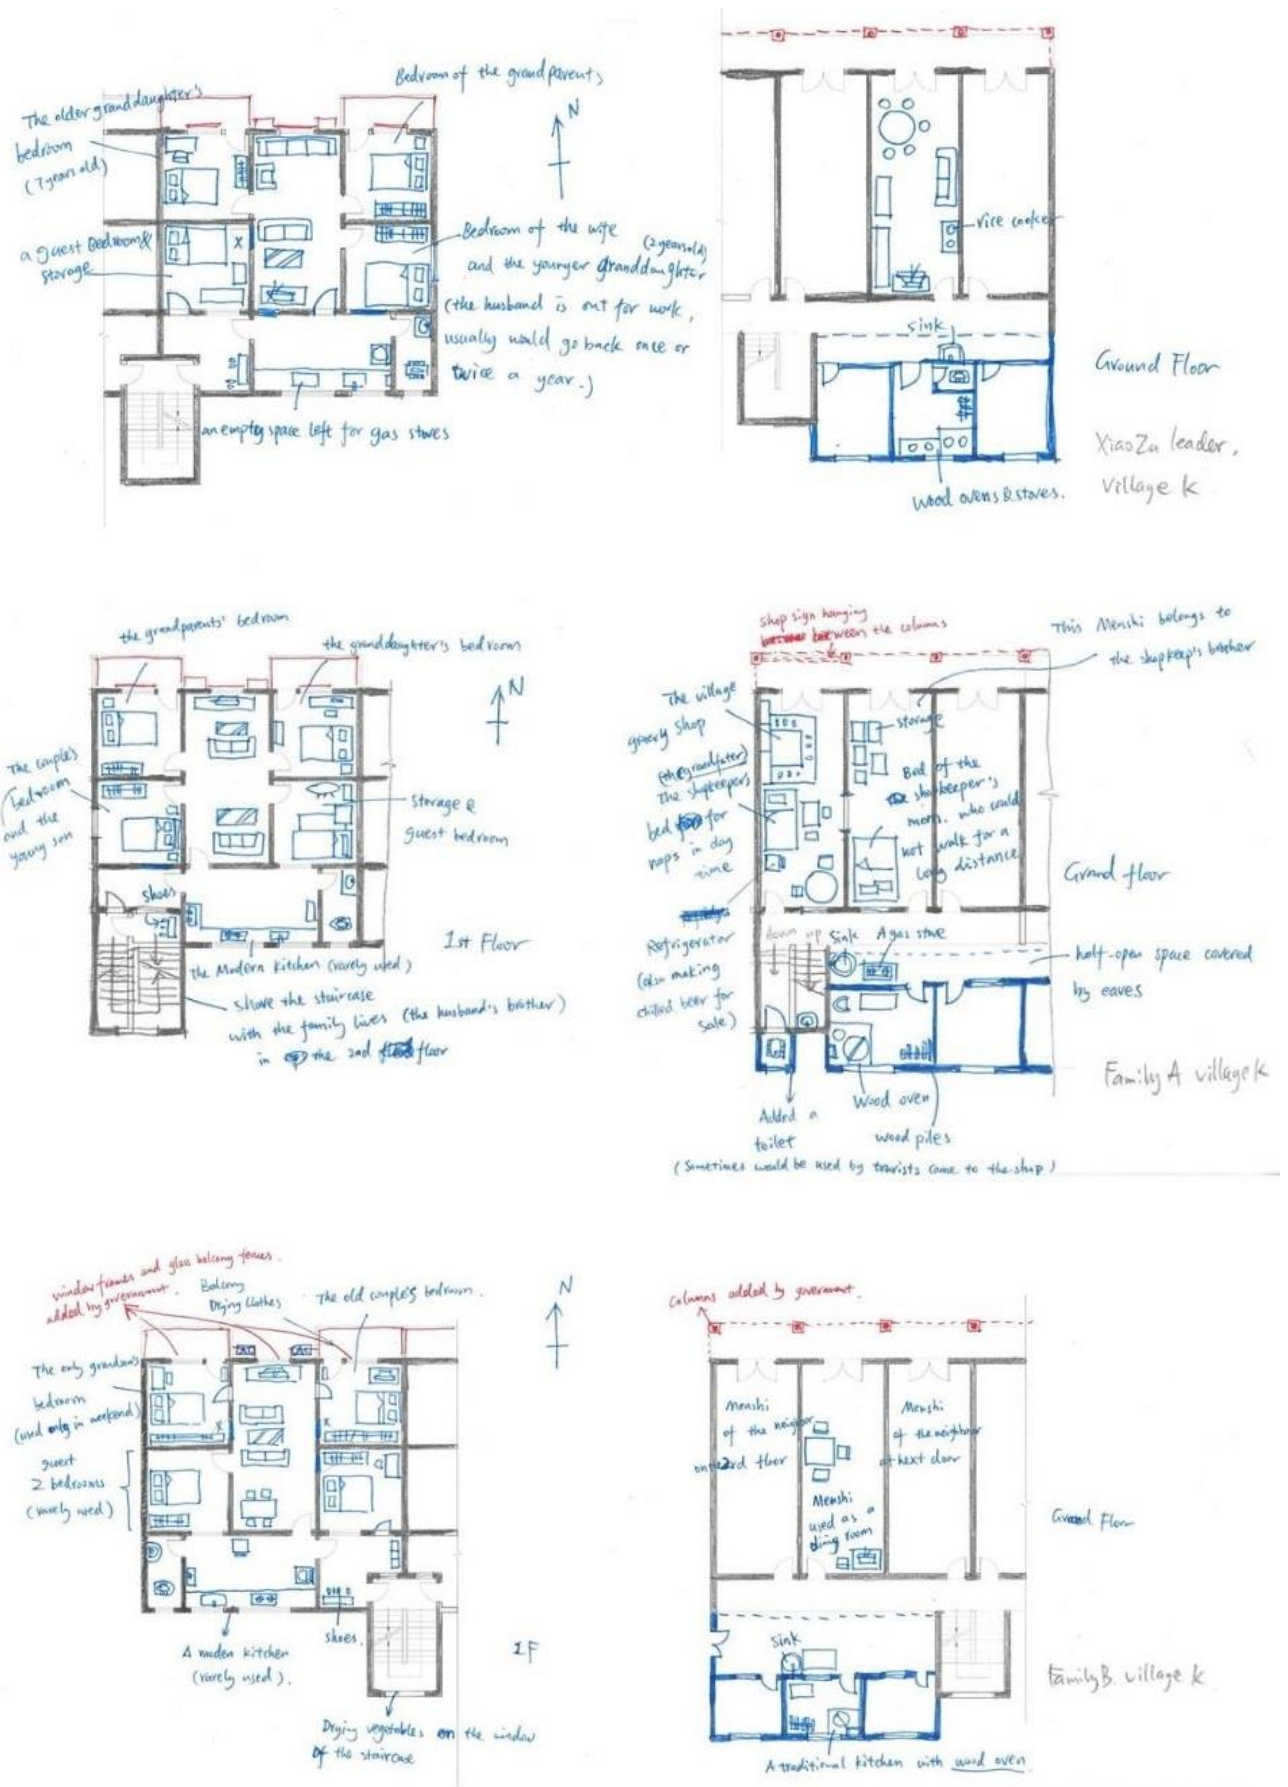 Bedroom of the grandparents
The older granddaughter's
bedroom
(7 years old)
N
a guest Bedroom &
storage
Bedroom of the wife
(2 years old)
and the younger granddaughter
(the husband is out for work,
usually would go back once or
twice a year.)
an empty space left for gas stoves
rice cooker
sink
Ground Floor
XiaoZu leader,
Village K
Wood ovens & stoves.
the grandparents' bedroom
the granddaughter's bedroom
N
The couple's
bedroom
and the
young son
storage &
guest bedroom
shoes
1st Floor
The Modern kitchen (rarely used)
share the staircase
with the family lives (the husband's brother)
in the 2nd floor
shop sign hanging
between the columns
This Menshi belongs to
the shopkeep's brother
The village
grocery shop
(the grandfather)
The shopkeepers
bed for
naps in day
time
storage
Bed of the
shopkeeper's
mom. who could
not walk for a
long distance
Ground floor
Refrigerator
(also making
chilled beer for
sale)
down up
Sink
A gas stove
half-open space covered
by eaves
Family A village K
Wood oven
Added a
toilet
wood piles
(Sometimes would be used by tourists came to the shop)
window frames and glass balcony fences.
added by government.
Balcony
Drying clothes
The old couple's bedroom.
N
The only grandson's
bedroom
(used only in weekend)
guest
2 bedrooms
(rarely used)
A moden kitchen
(rarely used).
shoes.
1F
Drying vegetables on the window
of the staircase
Columns added by government.
Menshi
of the neighbor
on 2rd floor
Menshi
of the neighbour
at next door
Menshi
used as a
dining room
Ground Floor
sink
Family B. village K
A traditional kitchen with wood oven